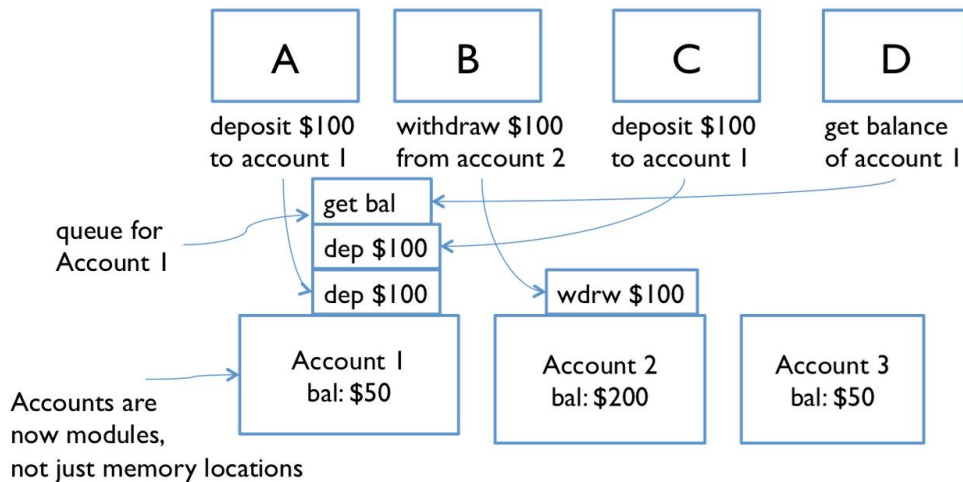 A
B
C
D
deposit $100
to account 1
withdraw $100
from account 2
deposit $100
to account 1
get balance
of account 1
get bal
queue for
Account 1
dep $100
dep $100
wdrw $100
Account 1
bal: $50
Account 2
bal: $200
Account 3
bal: $50
Accounts are
now modules,
not just memory locations